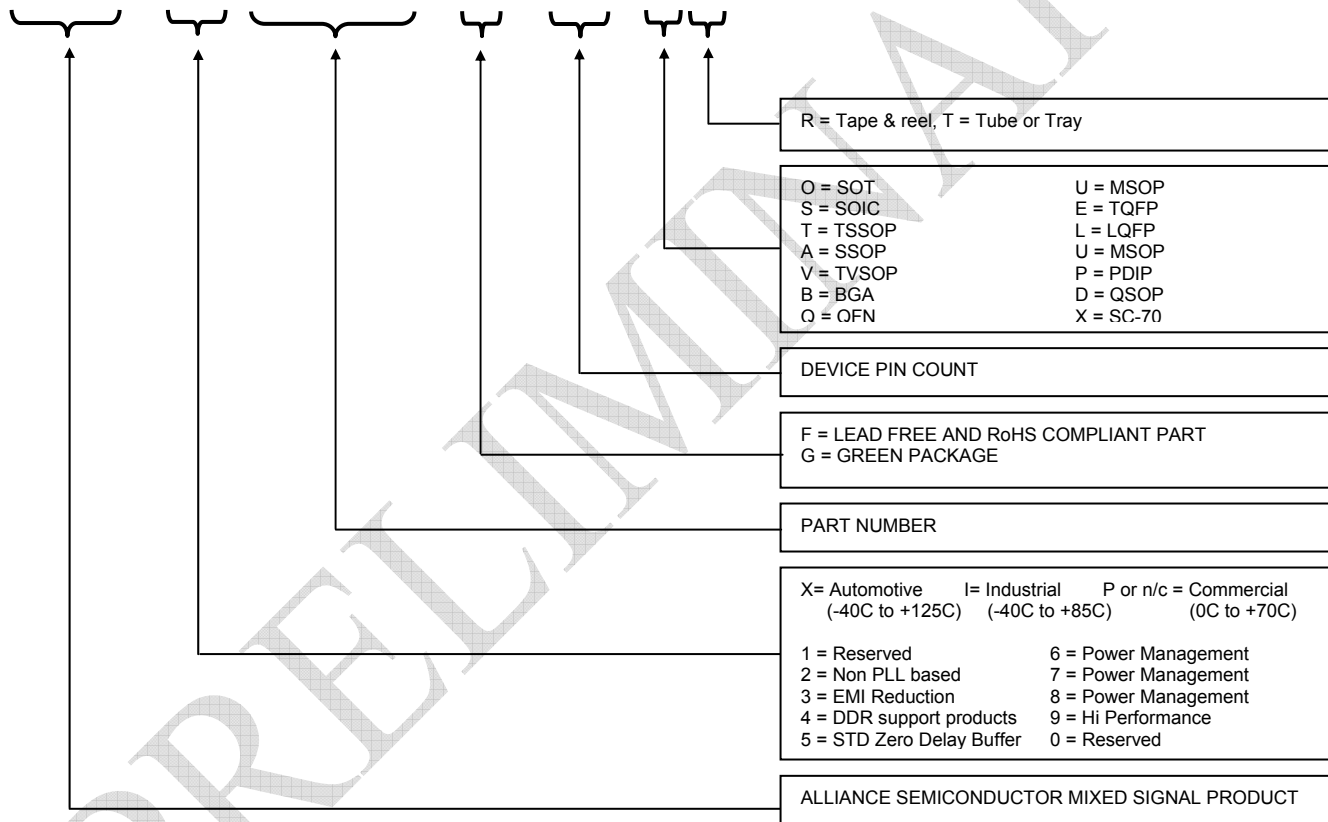 R = Tape & reel, T = Tube or Tray
O = SOT U = MSOP
S = SOIC E = TQFP
T = TSSOP L = LQFP
A = SSOP U = MSOP
V = TVSOP P = PDIP
B = BGA D = QSOP
Q = QFN X = SC-70
DEVICE PIN COUNT
F = LEAD FREE AND RoHS COMPLIANT PART
G = GREEN PACKAGE
PART NUMBER
X= Automotive I= Industrial P or n/c = Commercial
(-40C to +125C) (-40C to +85C) (0C to +70C)
1 = Reserved 6 = Power Management
2 = Non PLL based 7 = Power Management
3 = EMI Reduction 8 = Power Management
4 = DDR support products 9 = Hi Performance
5 = STD Zero Delay Buffer 0 = Reserved
ALLIANCE SEMICONDUCTOR MIXED SIGNAL PRODUCT